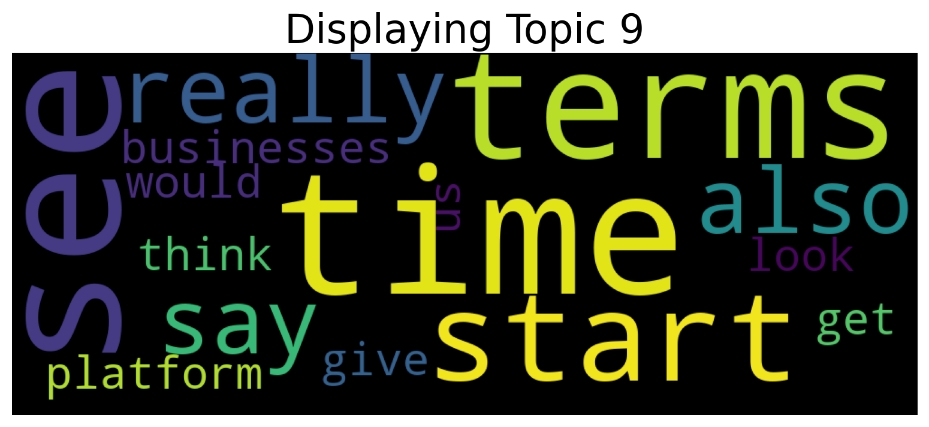 Displaying Topic 9
see
really
terms
businesses
would
time
us
also
think
look
say
start
get
platform
give